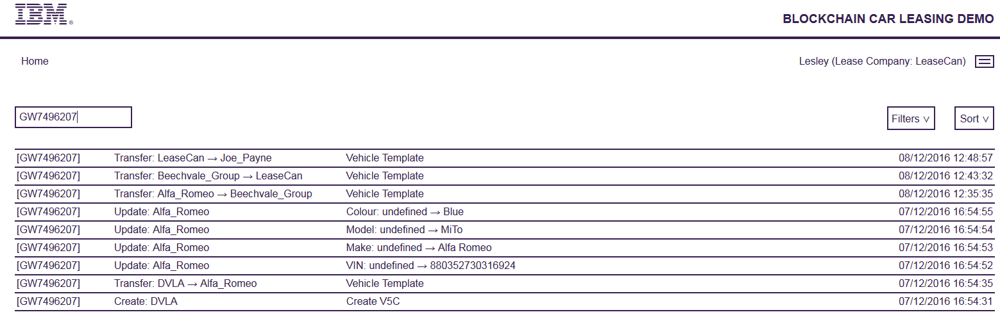 IBM®
BLOCKCHAIN CAR LEASING DEMO
Home Lesley (Lease Company: LeaseCan)
GW7496207 Filters ∨ Sort ∨
[GW7496207] Transfer: LeaseCan → Joe_Payne Vehicle Template 08/12/2016 12:48:57
[GW7496207] Transfer: Beechvale_Group → LeaseCan Vehicle Template 08/12/2016 12:43:32
[GW7496207] Transfer: Alfa_Romeo → Beechvale_Group Vehicle Template 08/12/2016 12:35:35
[GW7496207] Update: Alfa_Romeo Colour: undefined → Blue 07/12/2016 16:54:55
[GW7496207] Update: Alfa_Romeo Model: undefined → MiTo 07/12/2016 16:54:54
[GW7496207] Update: Alfa_Romeo Make: undefined → Alfa Romeo 07/12/2016 16:54:53
[GW7496207] Update: Alfa_Romeo VIN: undefined → 880352730316924 07/12/2016 16:54:52
[GW7496207] Transfer: DVLA → Alfa_Romeo Vehicle Template 07/12/2016 16:54:35
[GW7496207] Create: DVLA Create V5C 07/12/2016 16:54:31